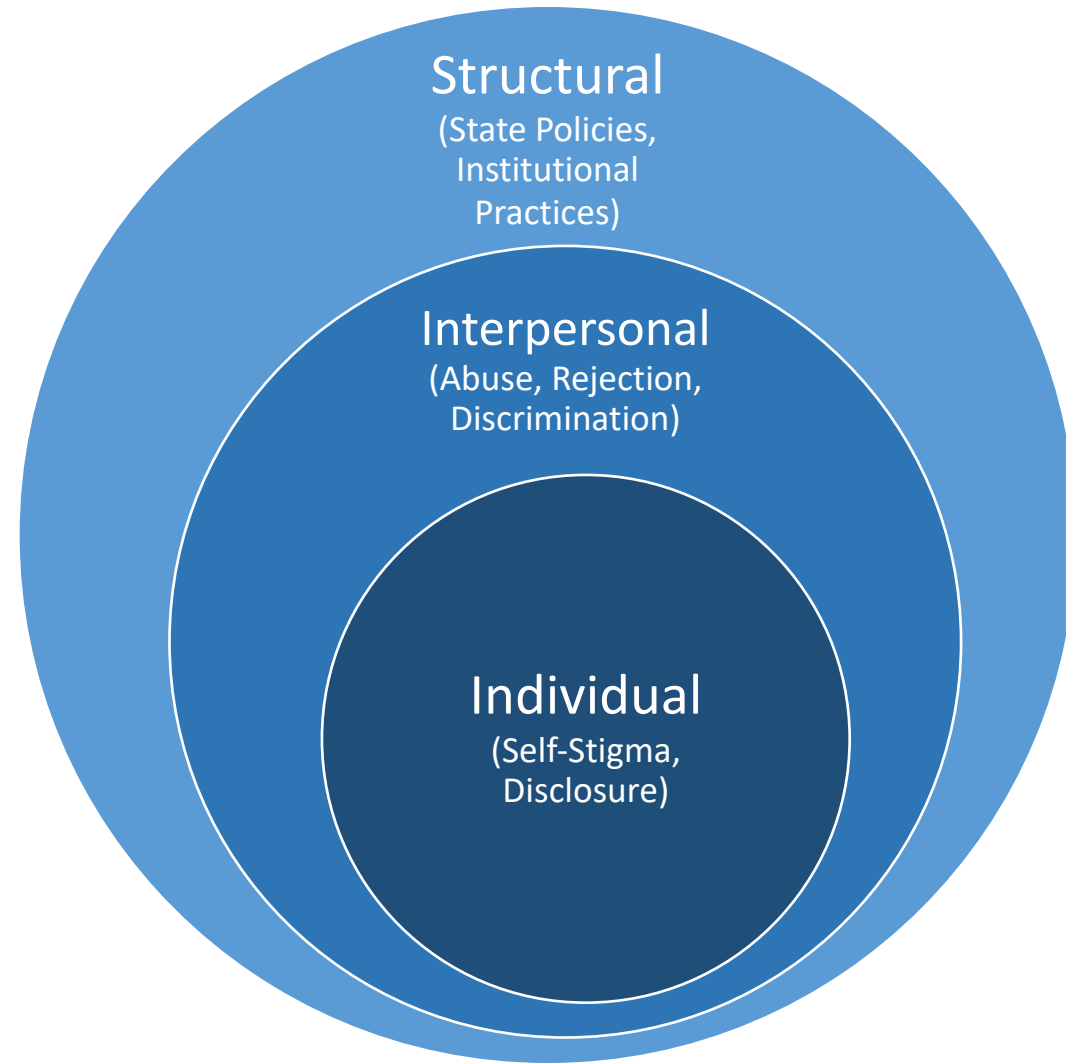 Structural
(State Policies,
Institutional
Practices)
Interpersonal
(Abuse, Rejection,
Discrimination)
Individual
(Self-Stigma,
Disclosure)